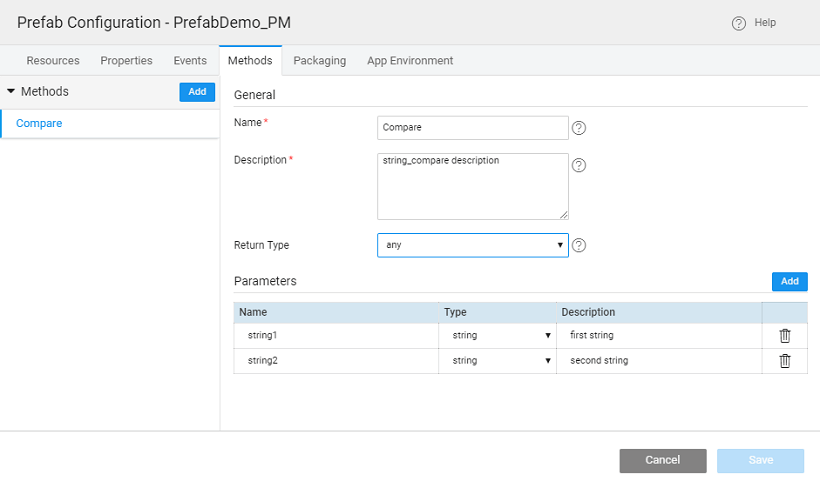 Prefab Configuration - PrefabDemo_PM
Help
Resources Properties Events Methods Packaging App Environment
Methods Add
Compare
General
Name * Compare
Description * string_compare description
Return Type any
Parameters Add
Name Type Description
string1 string first string
string2 string second string
Cancel Save